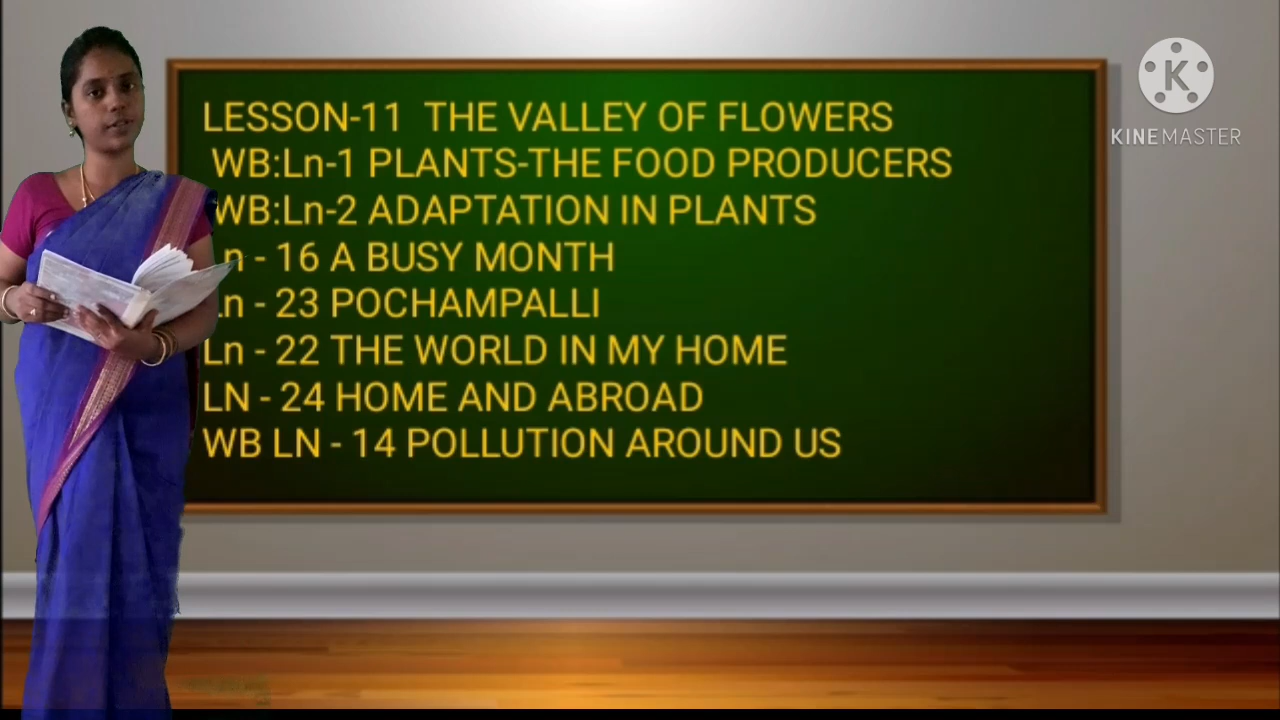 LESSON-11 THE VALLEY OF FLOWERS
WB:Ln-1 PLANTS-THE FOOD PRODUCERS
WB:Ln-2 ADAPTATION IN PLANTS
Ln - 16 A BUSY MONTH
Ln - 23 POCHAMPALLI
Ln - 22 THE WORLD IN MY HOME
LN - 24 HOME AND ABROAD
WB LN - 14 POLLUTION AROUND US
K
KINEMASTER